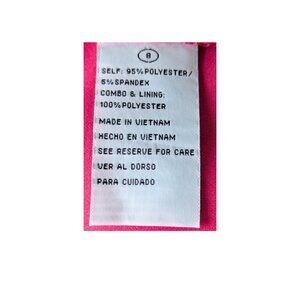 8
SELF: 95%POLYESTER/
5%SPANDEX
COMBO & LINING:
100%POLYESTER
MADE IN VIETNAM
HECHO EN VIETNAM
SEE RESERVE FOR CARE
VER AL DORSO
PARA CUIDADO